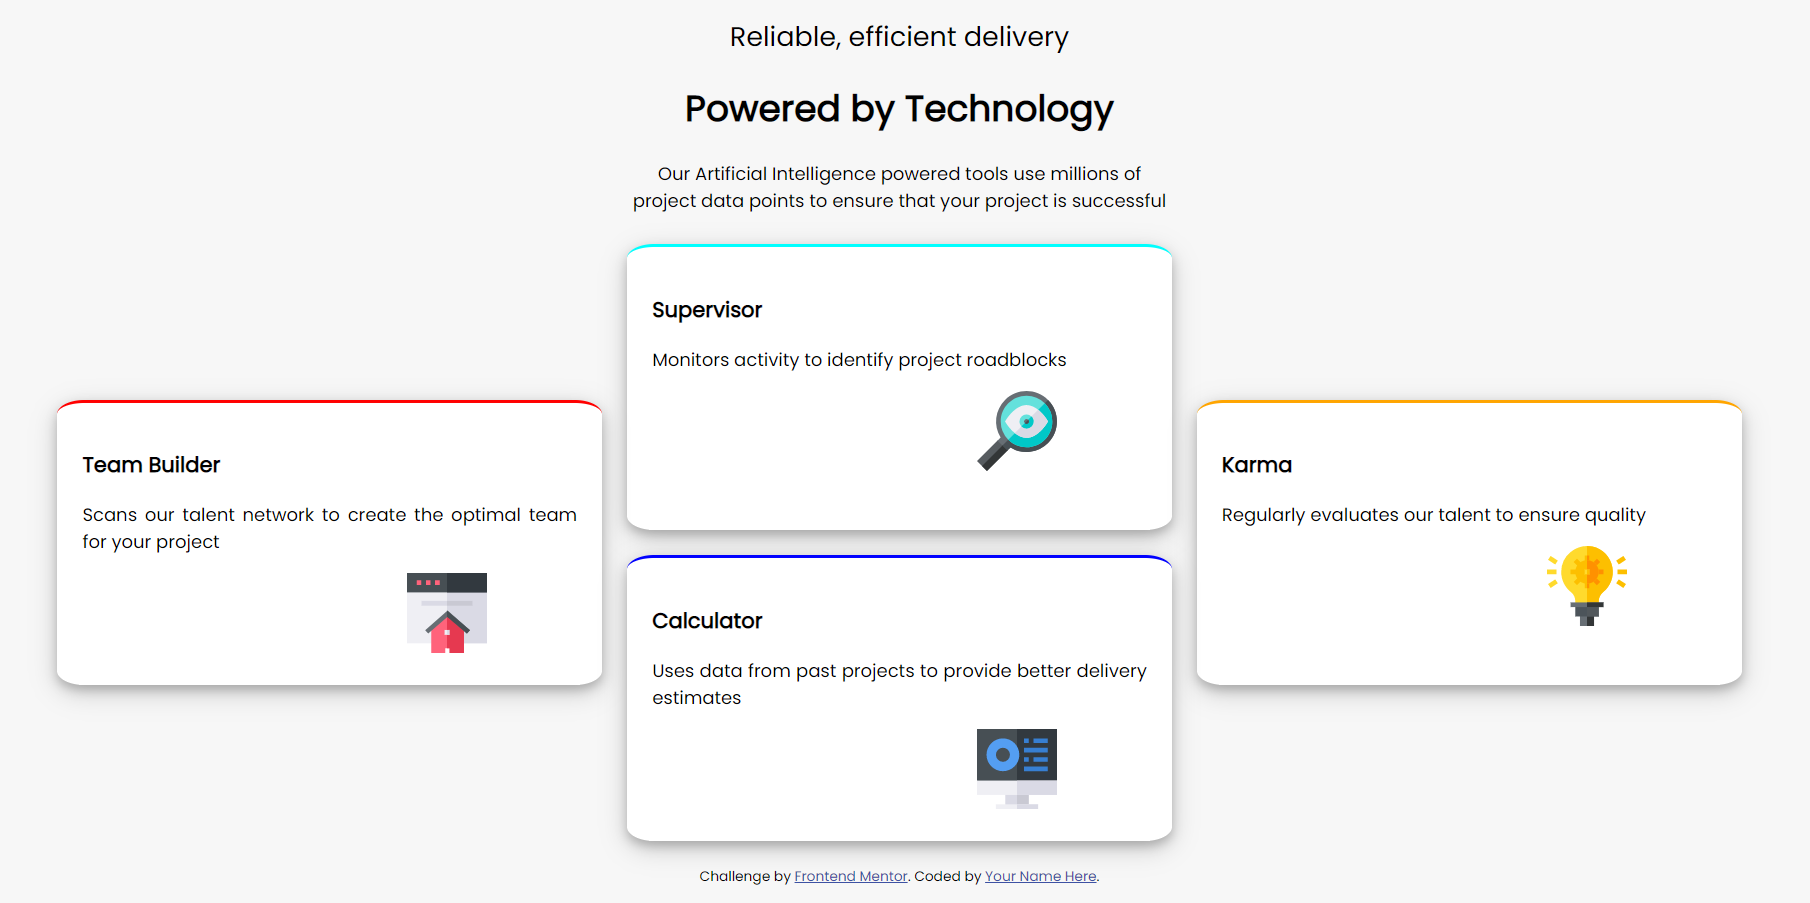 Reliable, efficient delivery
Powered by Technology
Our Artificial Intelligence powered tools use millions of
project data points to ensure that your project is successful
Supervisor
Monitors activity to identify project roadblocks
Team Builder
Scans our talent network to create the optimal team
for your project
Karma
Regularly evaluates our talent to ensure quality
Calculator
Uses data from past projects to provide better delivery
estimates
Challenge by Frontend Mentor. Coded by Your Name Here.